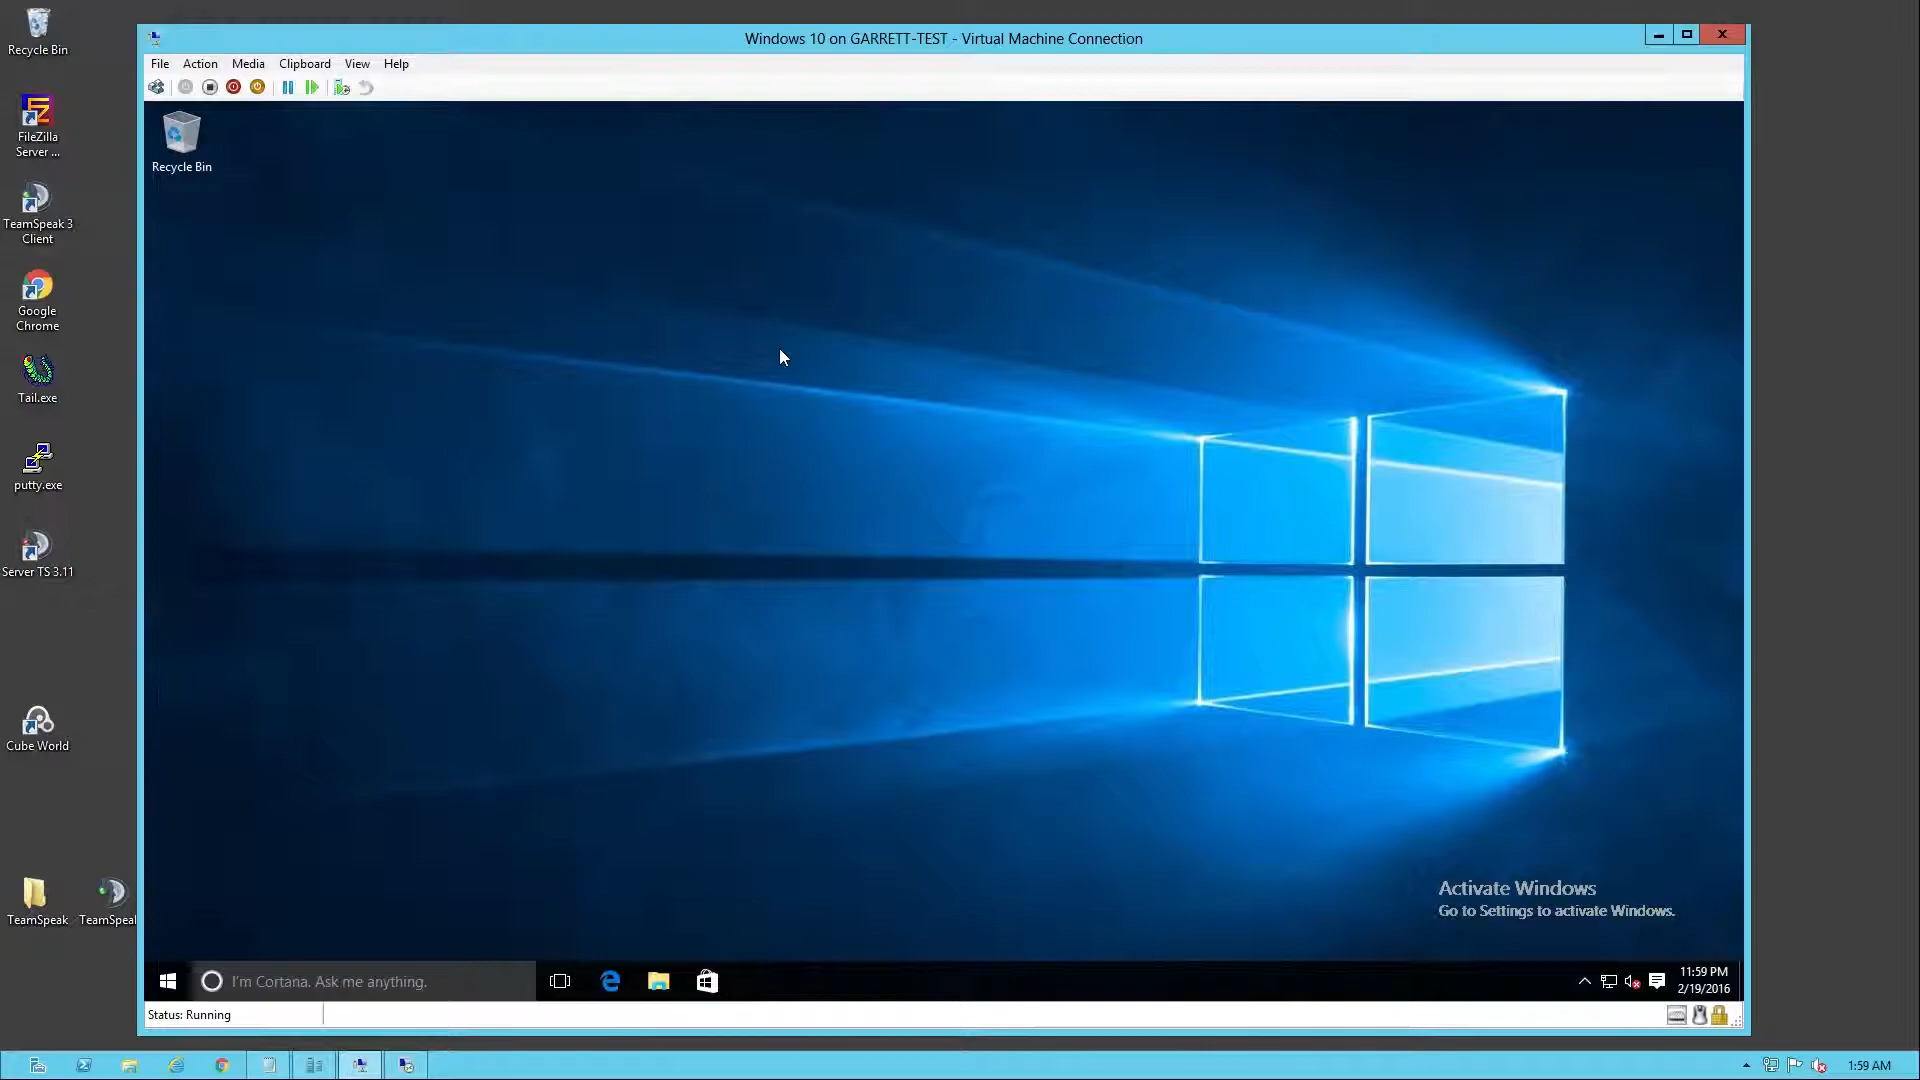 Recycle Bin
FileZilla
Server ...
TeamSpeak 3
Client
Google
Chrome
Tail.exe
putty.exe
Server TS 3.11
Cube World
TeamSpeak
TeamSpeal
Windows 10 on GARRETT-TEST - Virtual Machine Connection
File Action Media Clipboard View Help
Recycle Bin
Activate Windows
Go to Settings to activate Windows.
I'm Cortana. Ask me anything.
11:59 PM
2/19/2016
Status: Running
1:59 AM